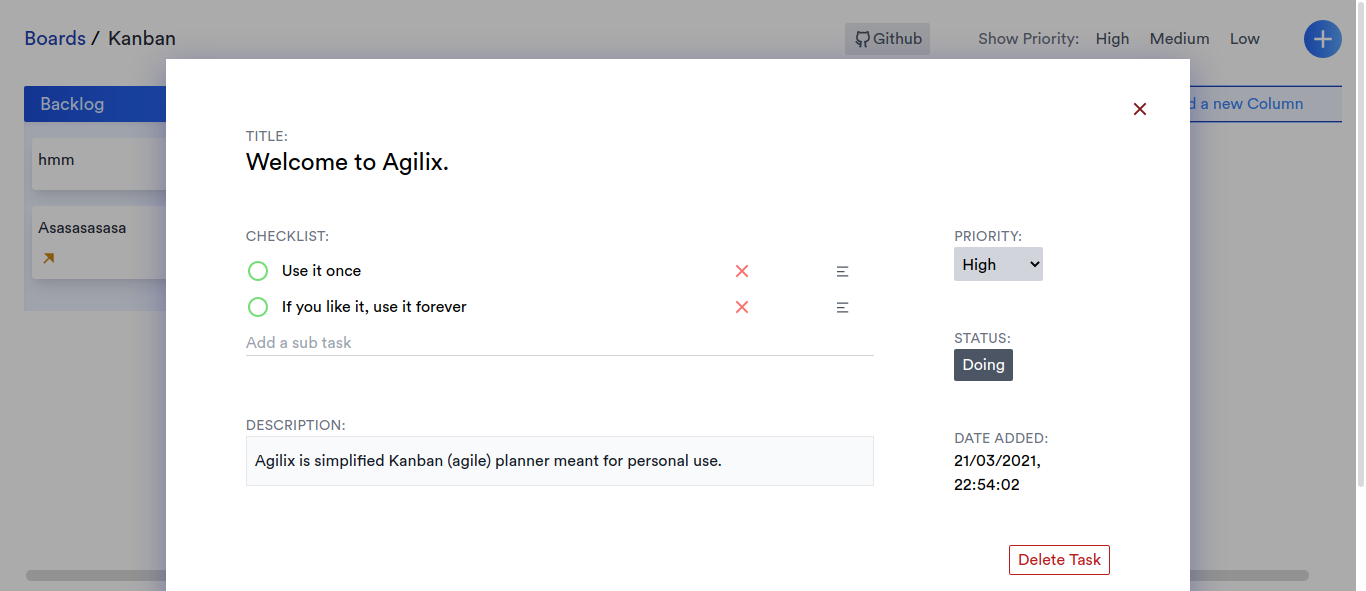 Boards / Kanban
Github
Show Priority: High Medium Low
Backlog
d a new Column
hmm
Asasasasasa
TITLE:
Welcome to Agilix.
CHECKLIST:
Use it once
If you like it, use it forever
Add a sub task
DESCRIPTION:
Agilix is simplified Kanban (agile) planner meant for personal use.
PRIORITY:
High
STATUS:
Doing
DATE ADDED:
21/03/2021,
22:54:02
Delete Task